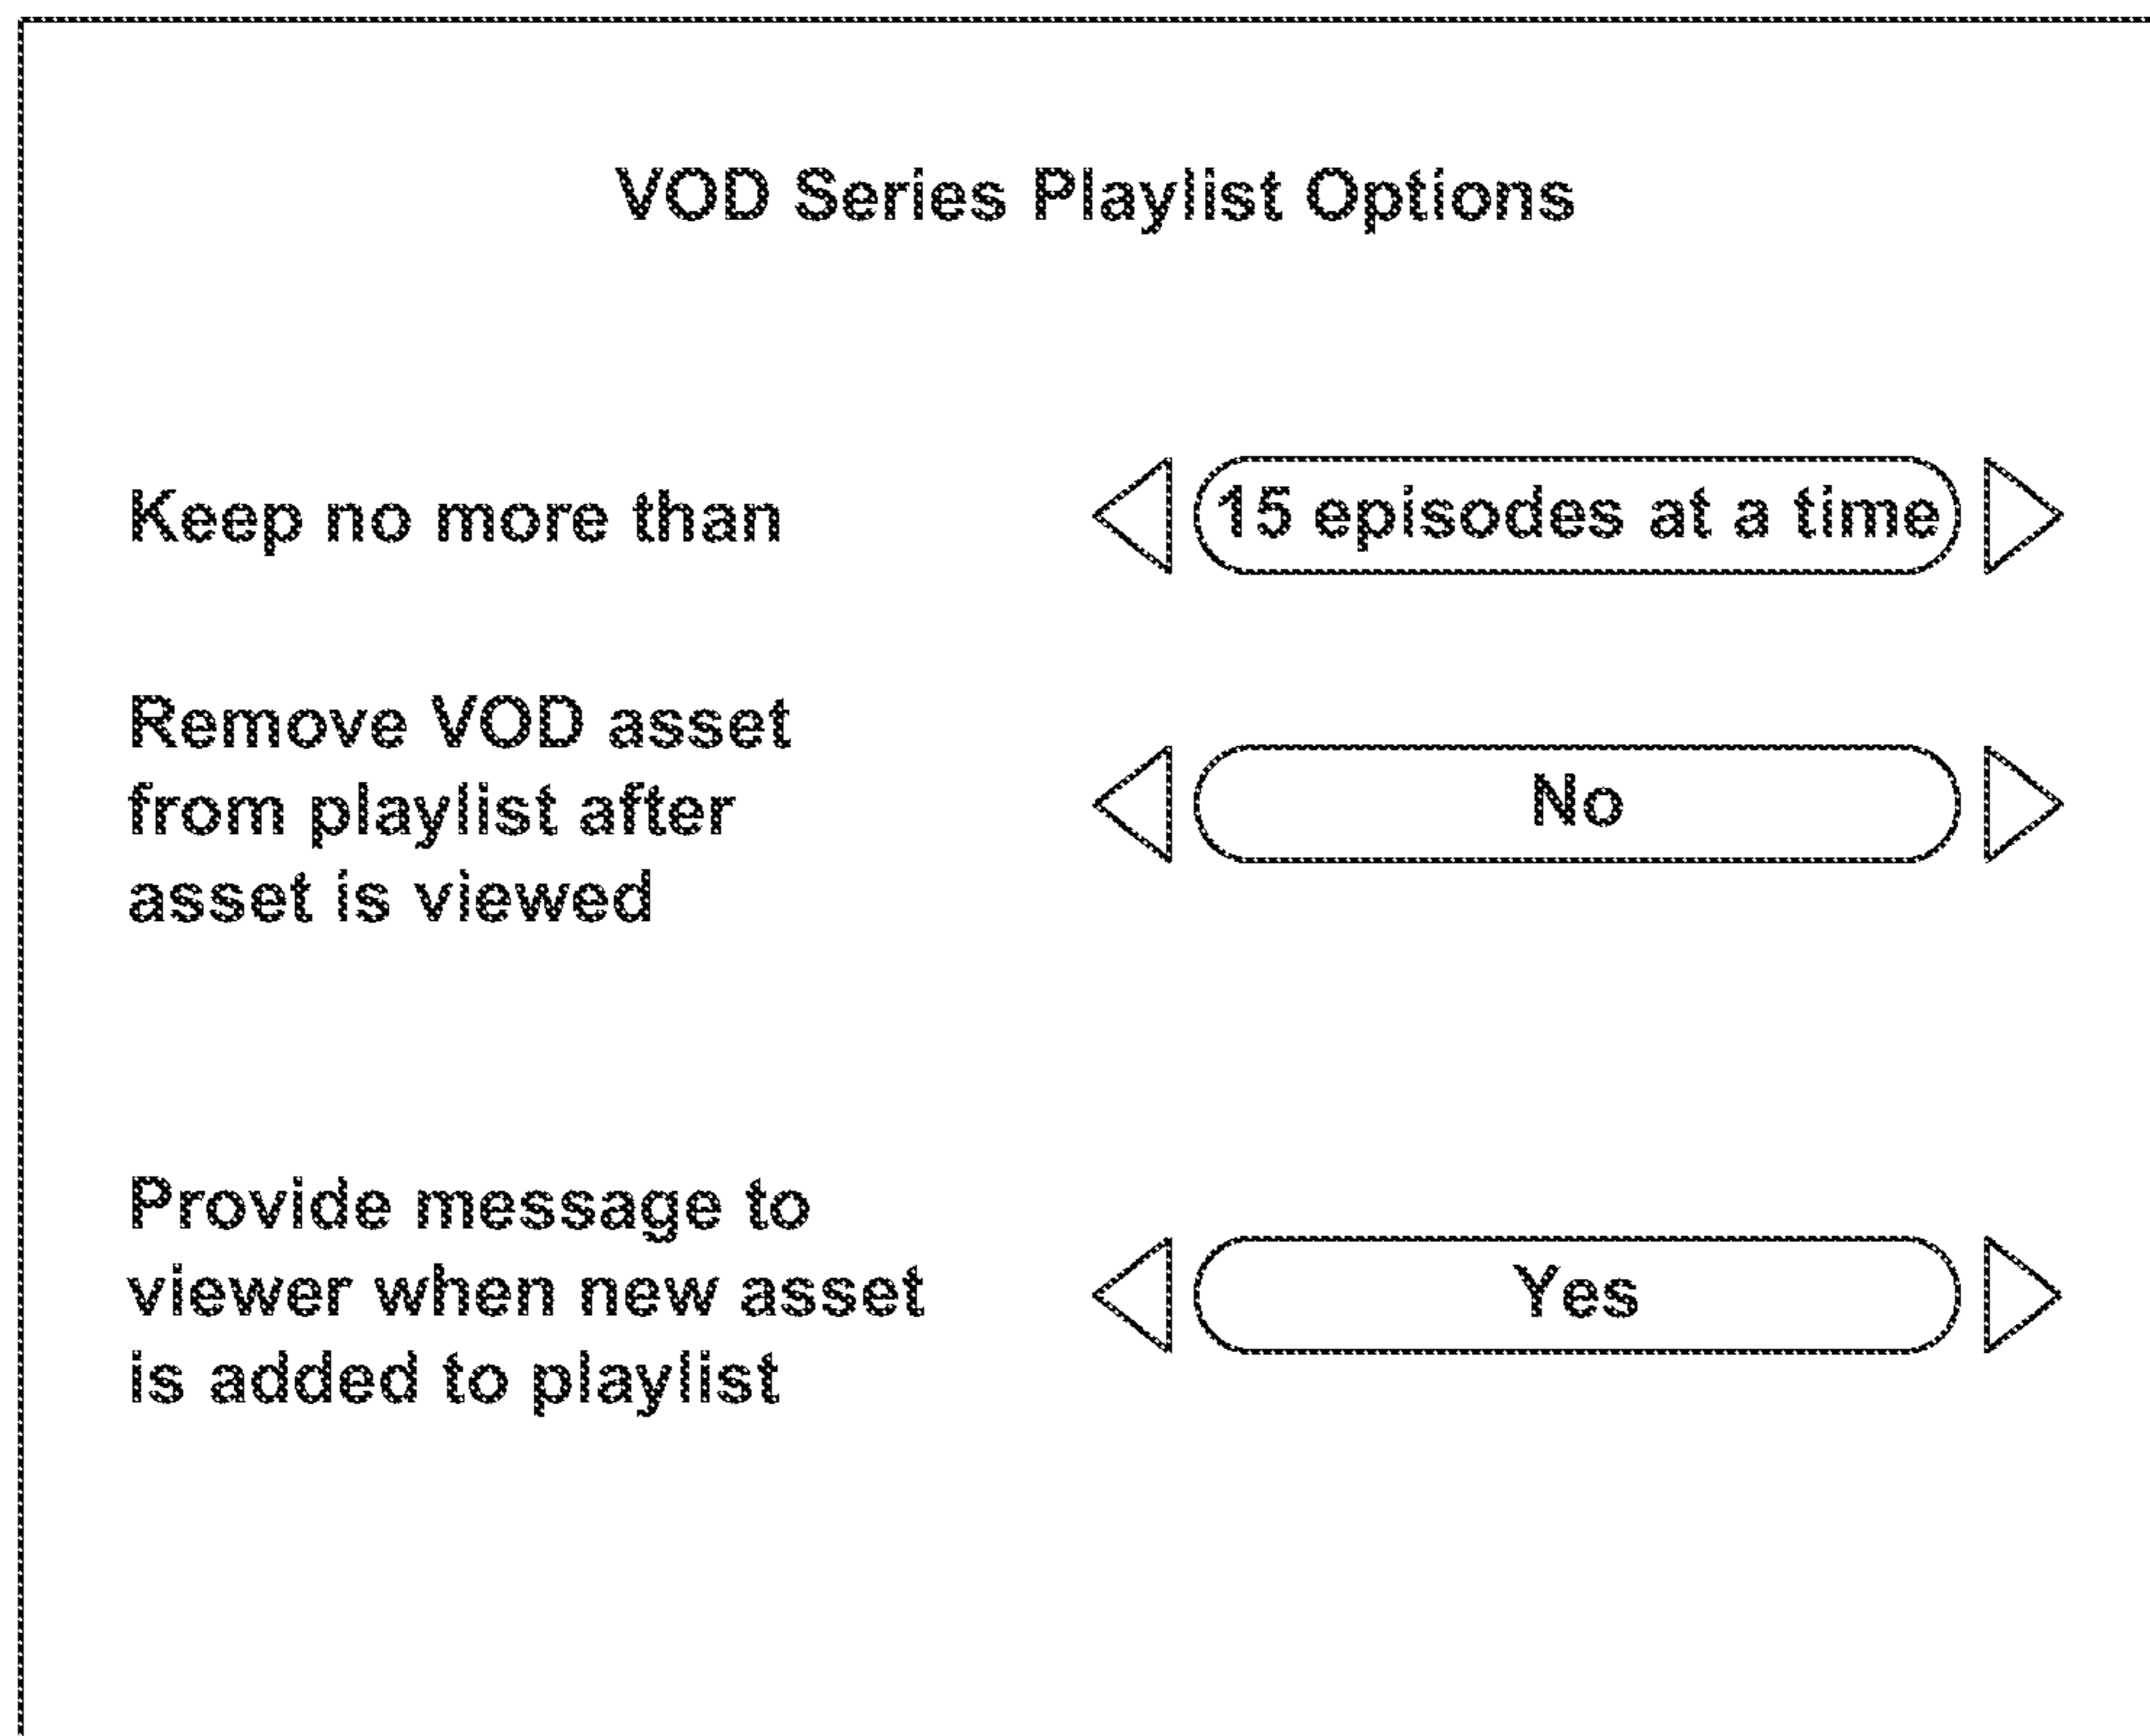 VOD Series Playlist Options
Keep no more than
15 episodes at a time
Remove VOD asset
from playlist after
asset is viewed
No
Provide message to
viewer when new asset
is added to playlist
Yes